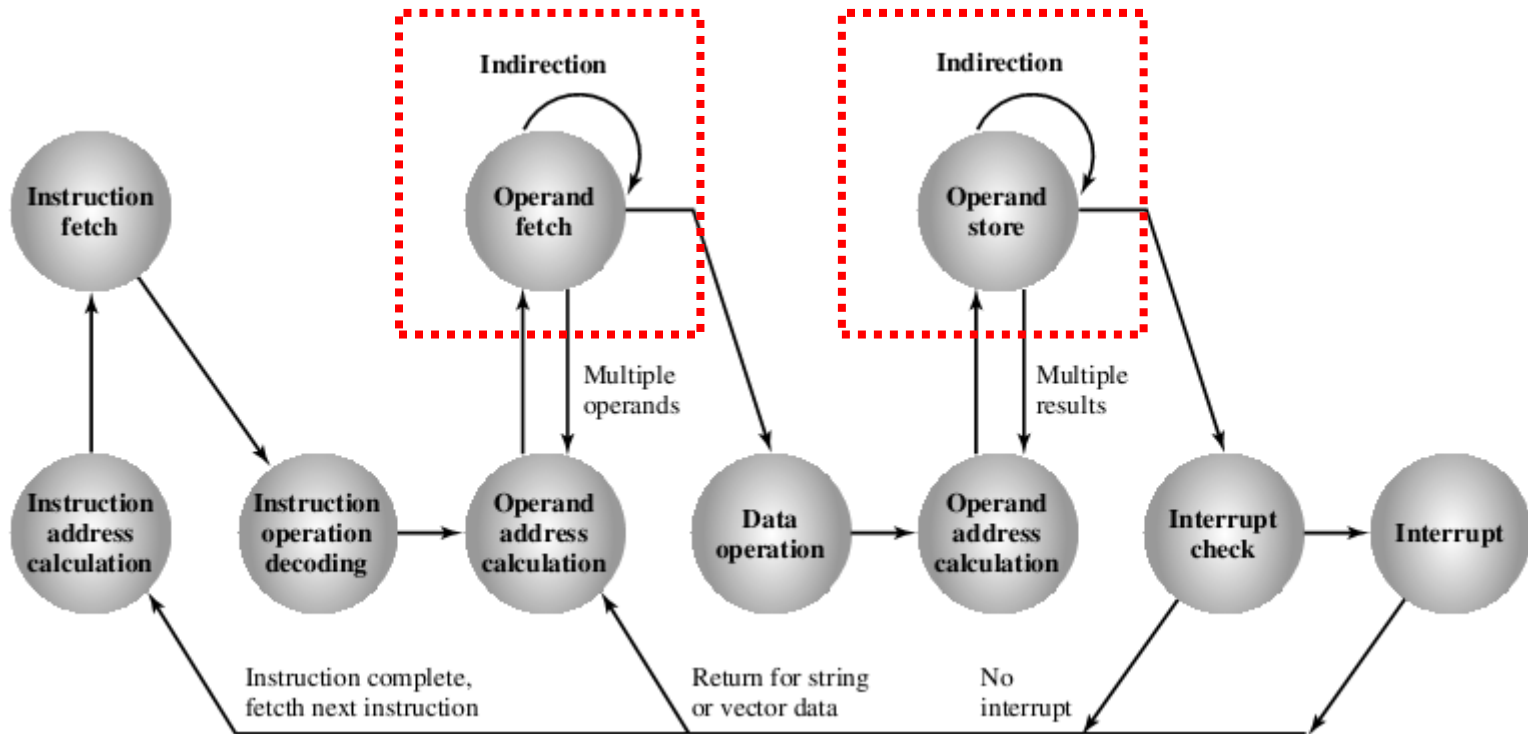 Indirection
Indirection
Instruction
fetch
Operand
fetch
Operand
store
Multiple
operands
Multiple
results
Instruction
address
calculation
Instruction
operation
decoding
Operand
address
calculation
Data
operation
Operand
address
calculation
Interrupt
check
Interrupt
Instruction complete,
fetcth next instruction
Return for string
or vector data
No
interrupt